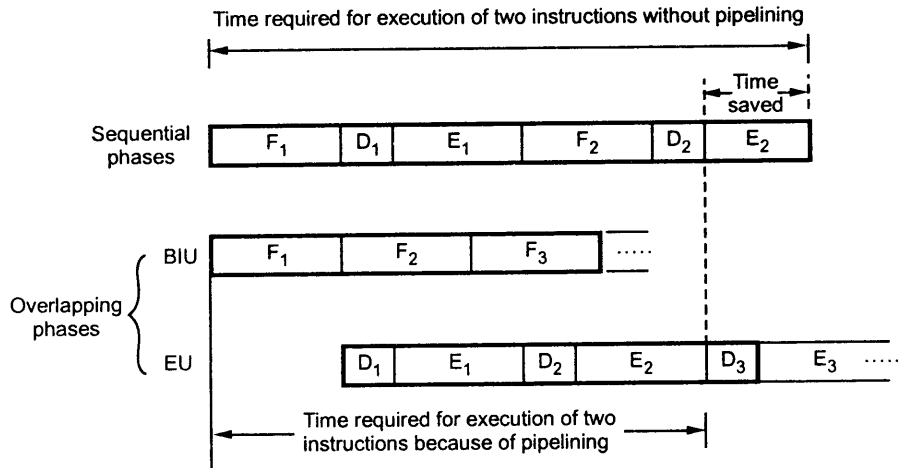 Time required for execution of two instructions without pipelining
Time
saved
Sequential
phases
F1 D1 E1 F2 D2 E2
BIU
F1 F2 F3 .....
Overlapping
phases
EU
D1 E1 D2 E2 D3 E3 .....
Time required for execution of two
instructions because of pipelining